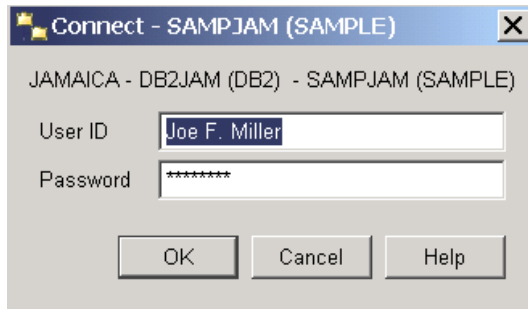 Connect - SAMPJAM (SAMPLE)
JAMAICA - DB2JAM (DB2) - SAMPJAM (SAMPLE)
User ID Joe F. Miller
Password ********
OK Cancel Help